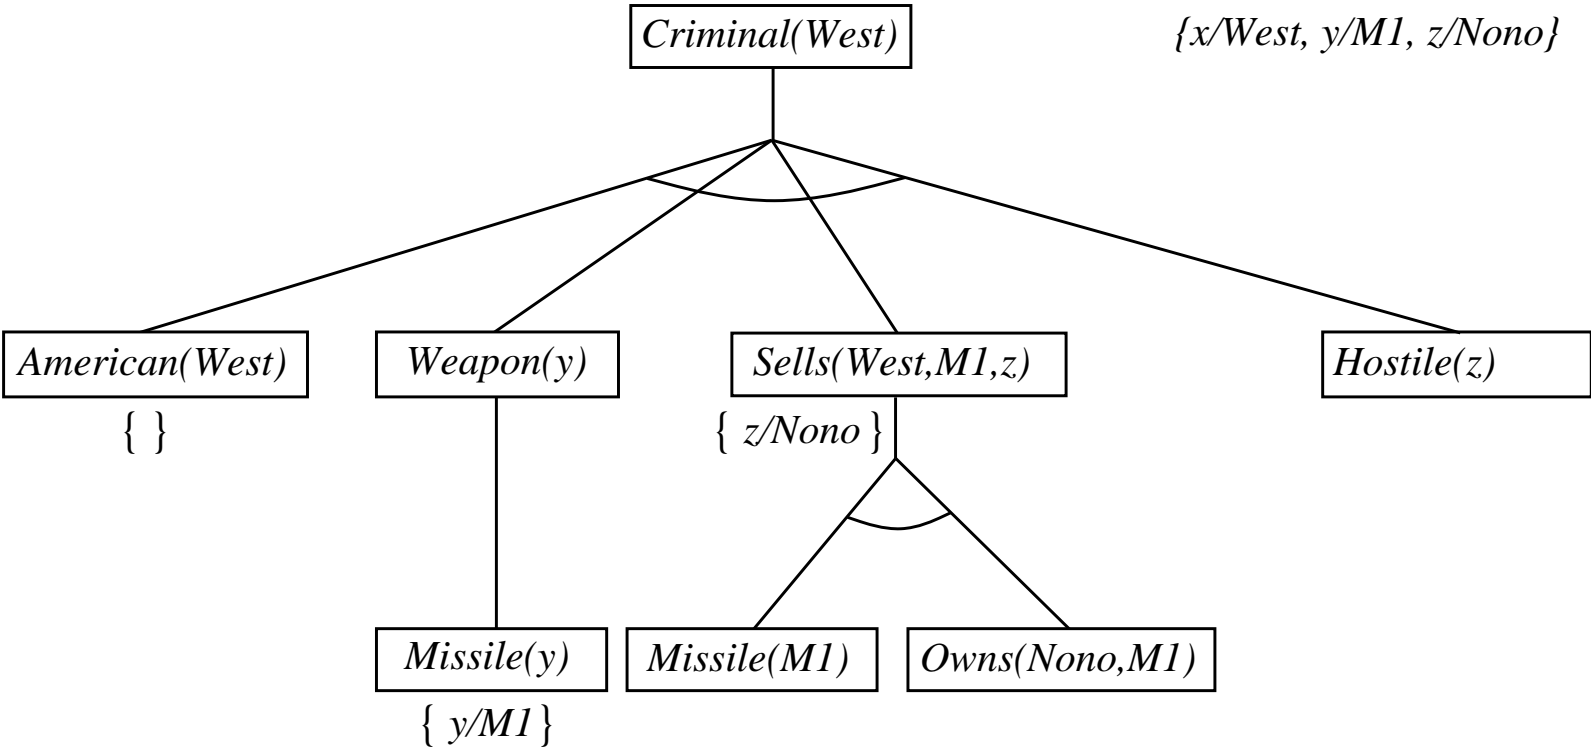 Criminal(West)
{x/West, y/M1, z/Nono}
American(West)
Weapon(y)
Sells(West,M1,z)
Hostile(z)
{ }
{ z/Nono }
Missile(y)
Missile(M1)
Owns(Nono,M1)
{ y/M1 }